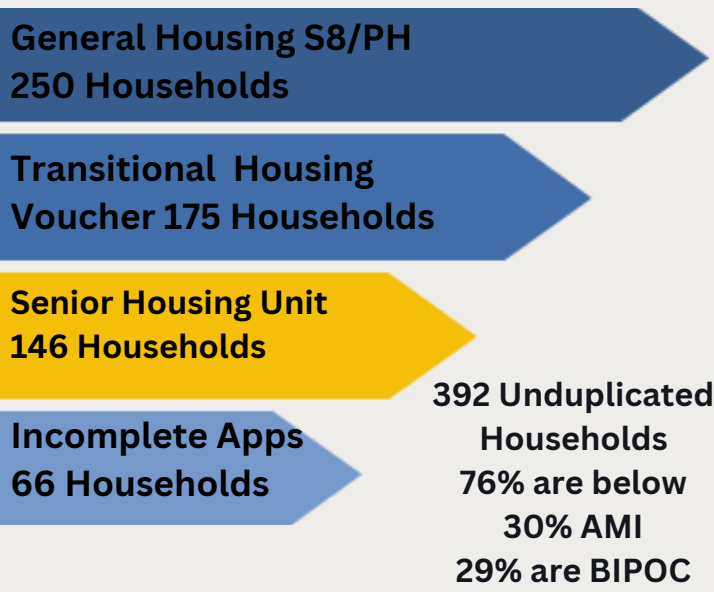 General Housing S8/PH
250 Households
Transitional Housing
Voucher 175 Households
Senior Housing Unit
146 Households
Incomplete Apps
66 Households
392 Unduplicated
Households
76% are below
30% AMI
29% are BIPOC